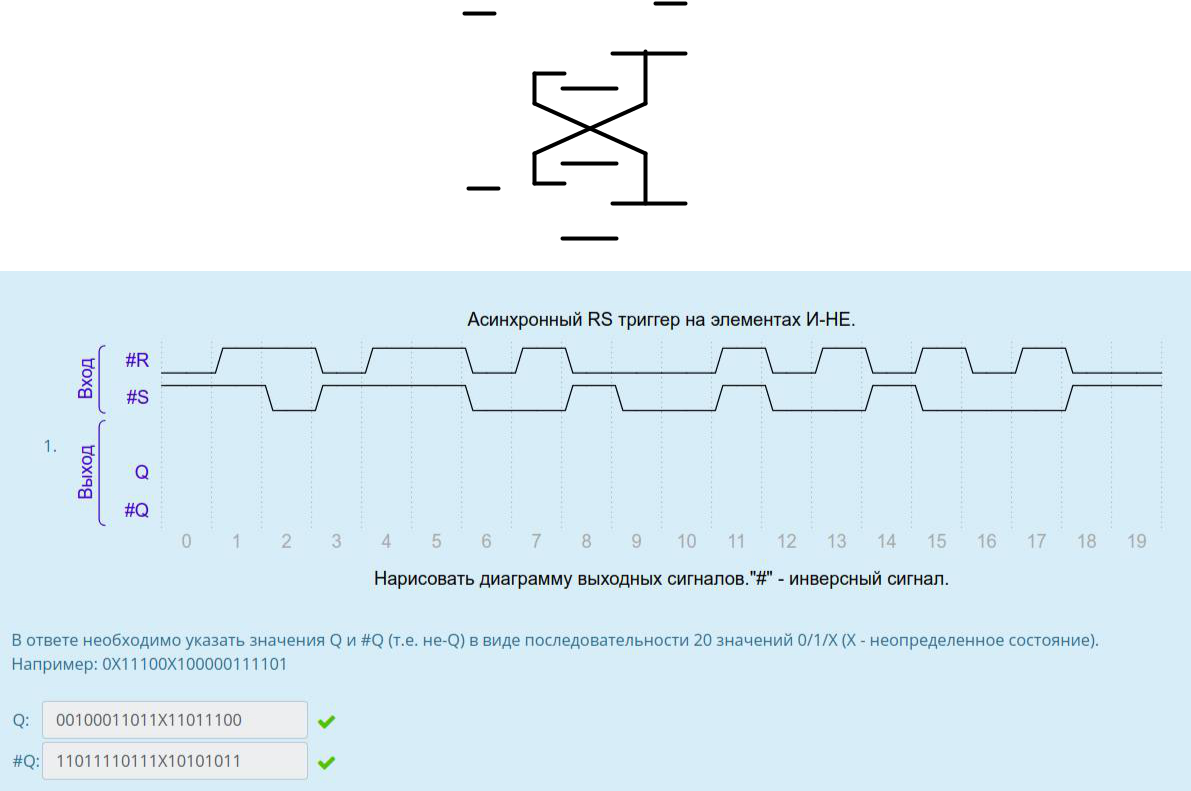 Асинхронный RS триггер на элементах И-НЕ.
Вход
#R
#S
1.
Выход
Q
#Q
0 1 2 3 4 5 6 7 8 9 10 11 12 13 14 15 16 17 18 19
Нарисовать диаграмму выходных сигналов."#" - инверсный сигнал.
В ответе необходимо указать значения Q и #Q (т.е. не-Q) в виде последовательности 20 значений 0/1/X (X - неопределенное состояние).
Например: 0X11100X100000111101
Q: 00100011011X11011100
#Q: 11011110111X10101011